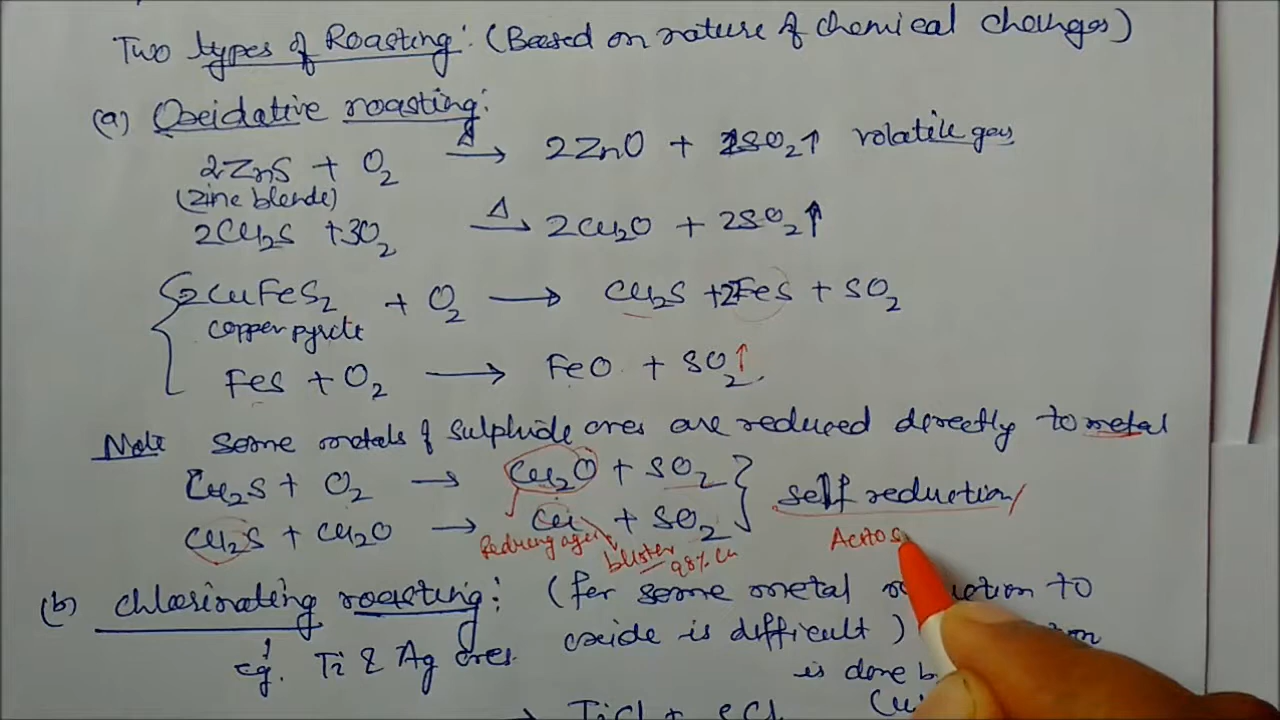 Two types of Roasting: (Based on nature of chemical changes)
(a) Oxidative roasting:
2ZnS + O2 Δ→ 2ZnO + 2SO2↑ volatile gas
(zinc blende)
2Cu2S + 3O2 Δ→ 2Cu2O + 2SO2↑
2CuFeS2 + O2 → Cu2S + 2FeS + SO2
copper pyrite
FeS + O2 → FeO + SO2↑
Note Some metals of sulphide ores are reduced directly to metal
Cu2S + O2 → Cu2O + SO2
self reduction/
Cu2S + Cu2O → Cu + SO2
Reducing agent blister 98% Cu
(b) chlorinating roasting: (for some metal to
oxide is difficult)
eg. Ti & Ag ores
is done b